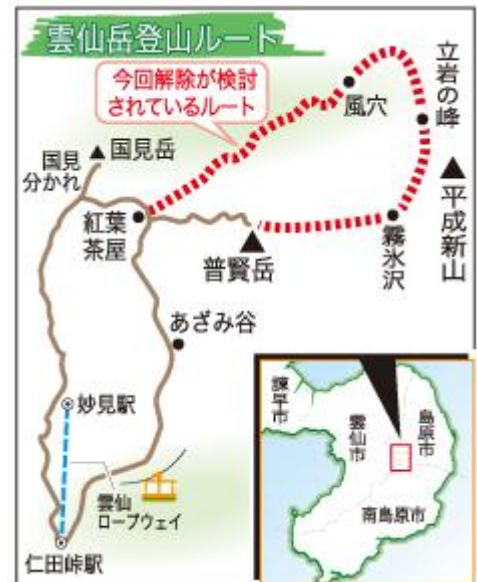 雲仙岳登山ルート
今回解除が検討
されているルート
風穴
立岩の峰
平成新山
国見岳
国見
分かれ
紅葉
茶屋
普賢岳
霧氷沢
あざみ谷
妙見駅
雲仙
ロープウェイ
仁田峠駅
諫早市
雲仙市
島原市
南島原市